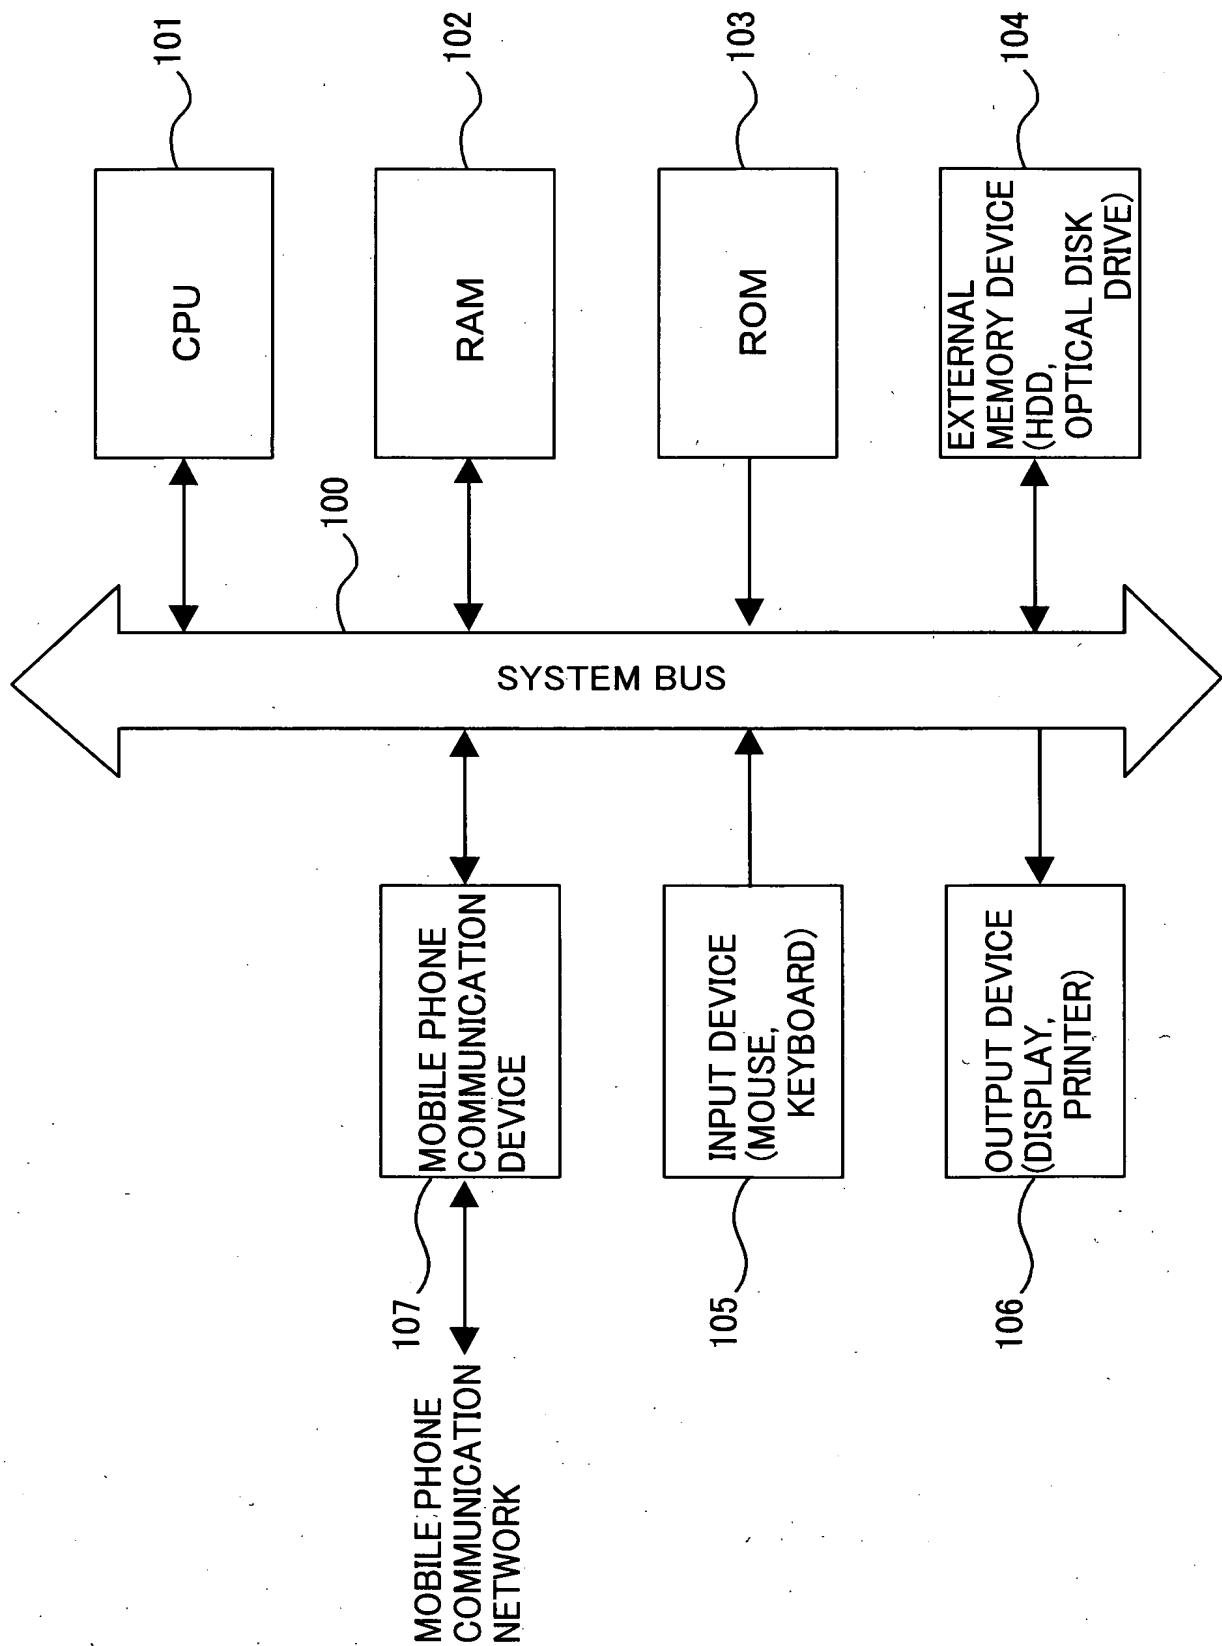 101
CPU
102
RAM
103
ROM
104
EXTERNAL
MEMORY DEVICE
(HDD,
OPTICAL DISK
DRIVE)
100
SYSTEM BUS
107
MOBILE PHONE
COMMUNICATION
DEVICE
105
INPUT DEVICE
(MOUSE,
KEYBOARD)
106
OUTPUT DEVICE
(DISPLAY,
PRINTER)
MOBILE PHONE
COMMUNICATION
NETWORK